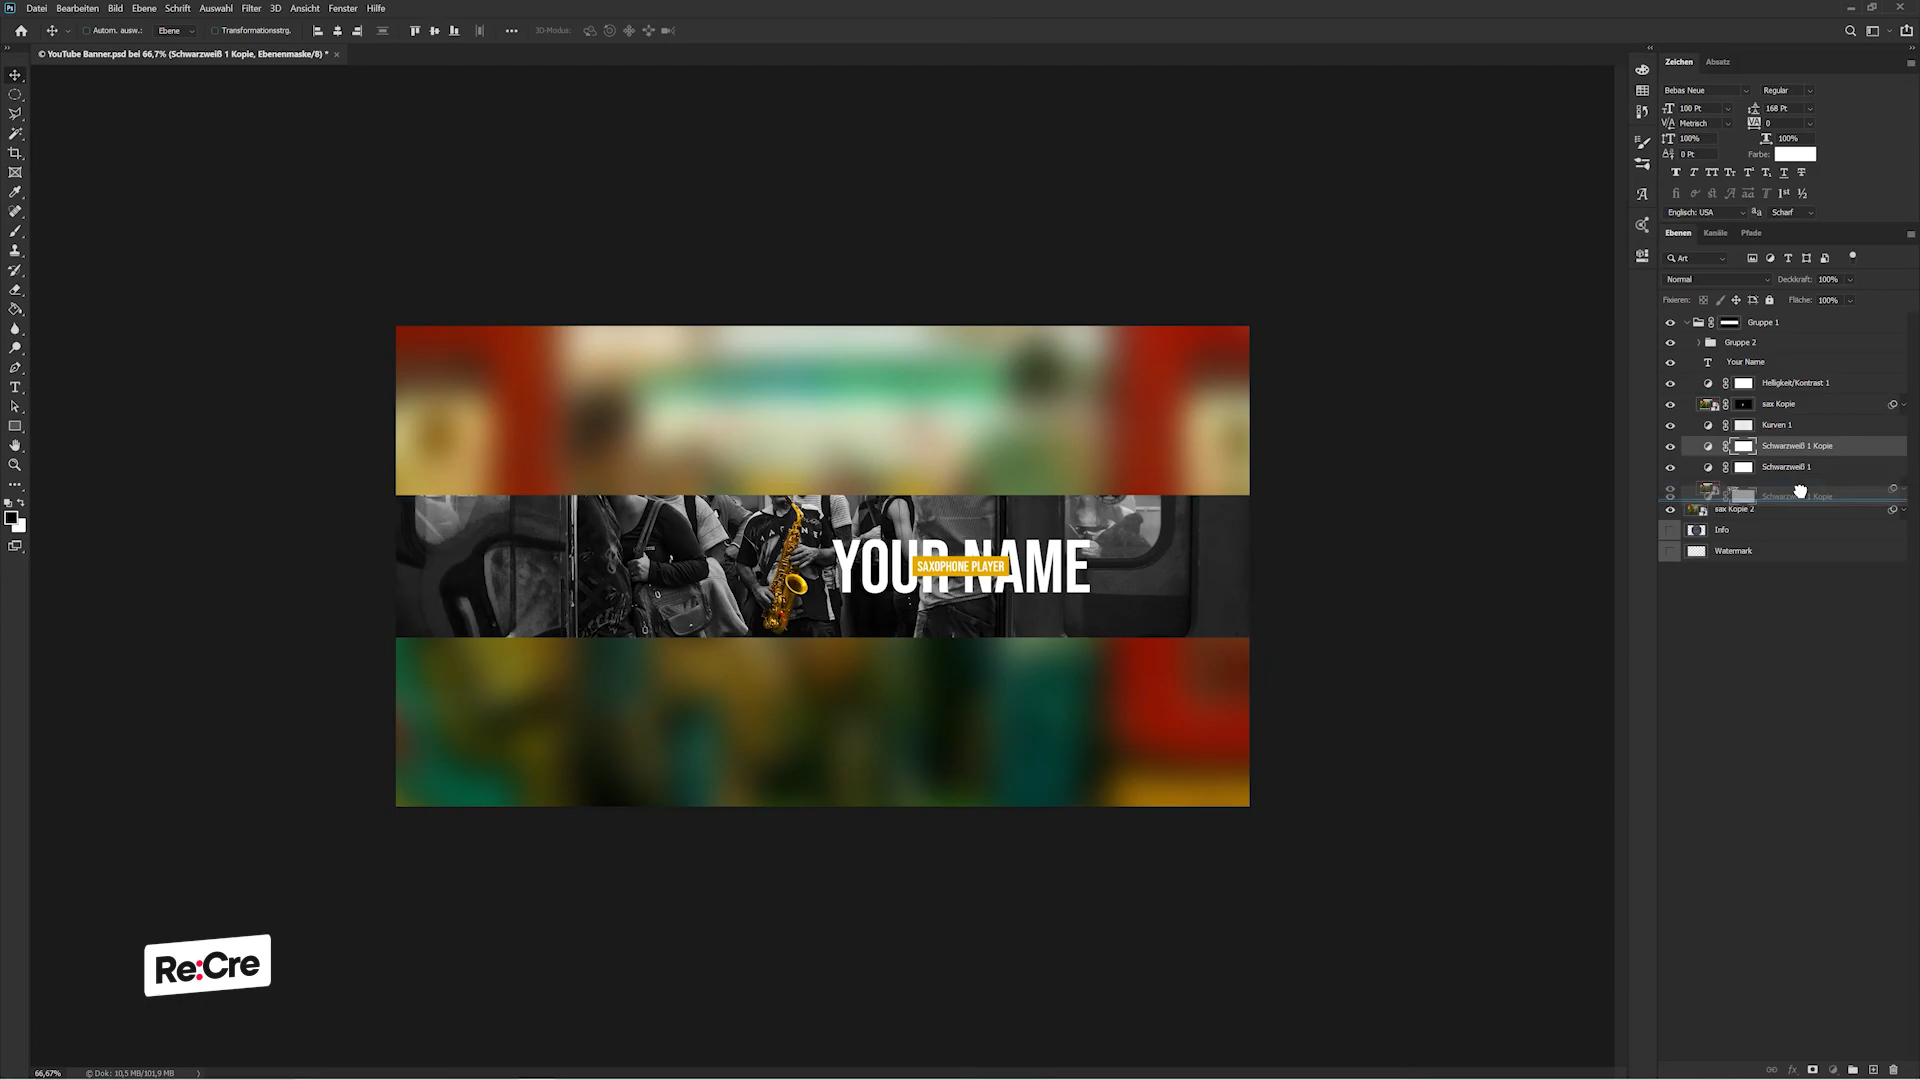 Ps Datei Bearbeiten Bild Ebene Schrift Auswahl Filter 3D Ansicht Fenster Hilfe
Autom. ausw.: Ebene Transformationsstrg. 3D-Modus:
© YouTube Banner.psd bei 66,7% (Schwarzweiß 1 Kopie, Ebenenmaske/8) *
Zeichen Absatz
Bebas Neue Regular
100 Pt 168 Pt
Metrisch 0
100% 100%
0 Pt Farbe:
Englisch: USA Scharf
Ebenen Kanäle Pfade
Art
Normal Deckkraft: 100%
Fixieren: Fläche: 100%
Gruppe 1
Gruppe 2
Your Name
Helligkeit/Kontrast 1
sax Kopie
Kurven 1
Schwarzweiß 1 Kopie
Schwarzweiß 1
Schwarzweiß 1 Kopie
sax Kopie 2
Info
Watermark
YOUR NAME
SAXOPHONE PLAYER
Re:Cre
66,67% Dok: 10,5 MB/101,9 MB